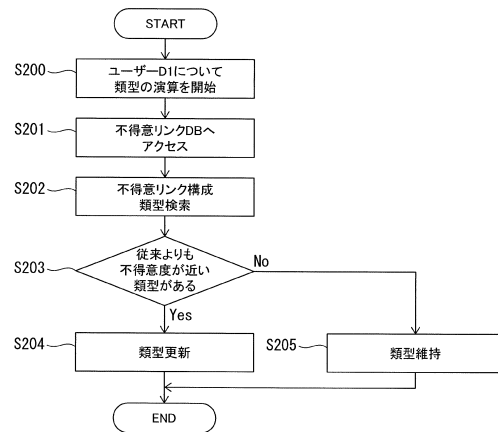 START
S200
ユーザーD1について
類型の演算を開始
S201
不得意リンクDBへ
アクセス
S202
不得意リンク構成
類型検索
S203
従来よりも
不得意度が近い
類型がある
No
Yes
S204
類型更新
S205
類型維持
END